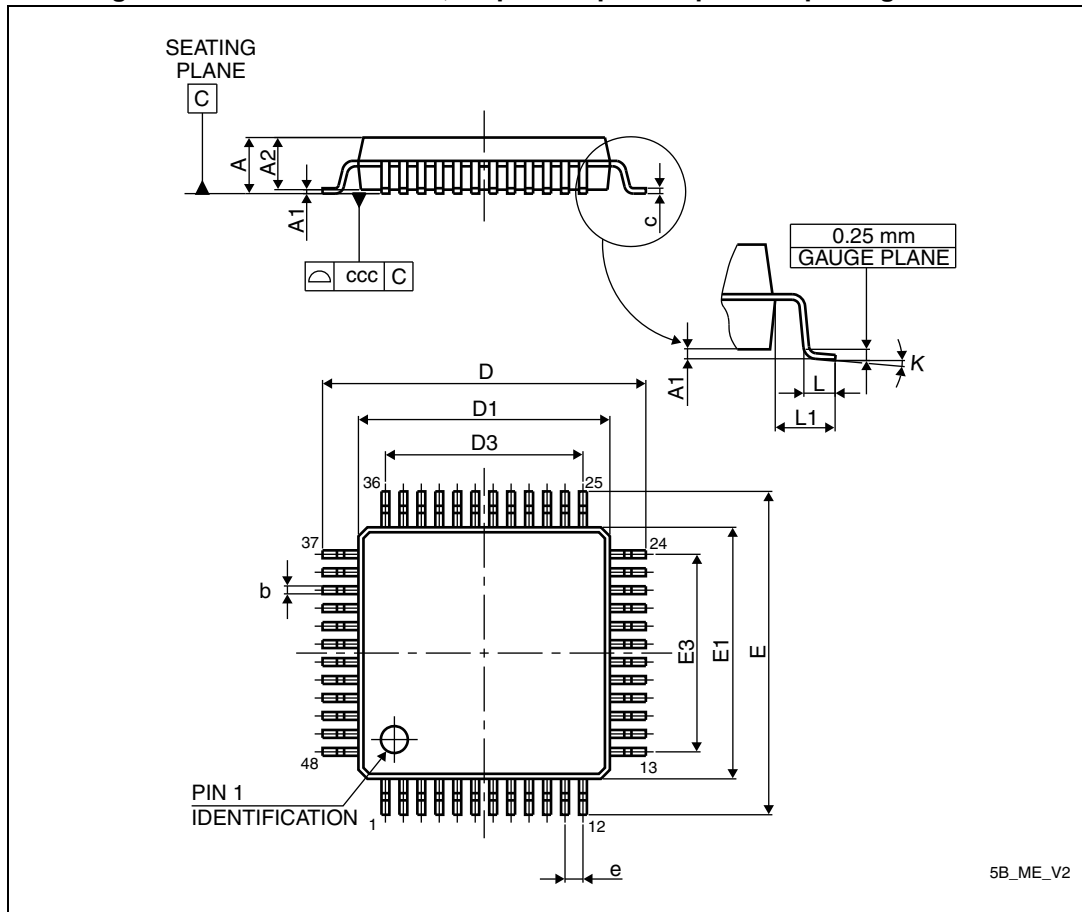 SEATING
PLANE
C
A
A2
A1
c
ccc C
0.25 mm
GAUGE PLANE
A1
K
L
L1
D
D1
D3
36
25
37
24
b
E3
E1
E
48
13
PIN 1
IDENTIFICATION
1
12
e
5B_ME_V2